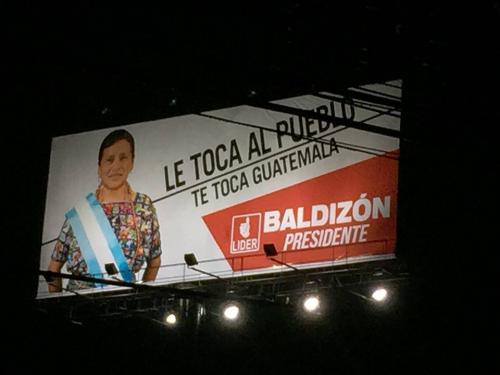 LE TOCA AL PUEBLO
TE TOCA GUATEMALA
LIDER
BALDIZÓN
PRESIDENTE